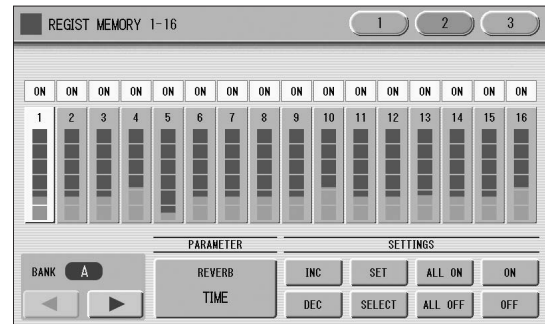 REGIST MEMORY 1-16 1 2 3
ON ON ON ON ON ON ON ON ON ON ON ON ON ON ON ON
1 2 3 4 5 6 7 8 9 10 11 12 13 14 15 16
PARAMETER SETTINGS
BANK A REVERB INC SET ALL ON ON
TIME DEC SELECT ALL OFF OFF